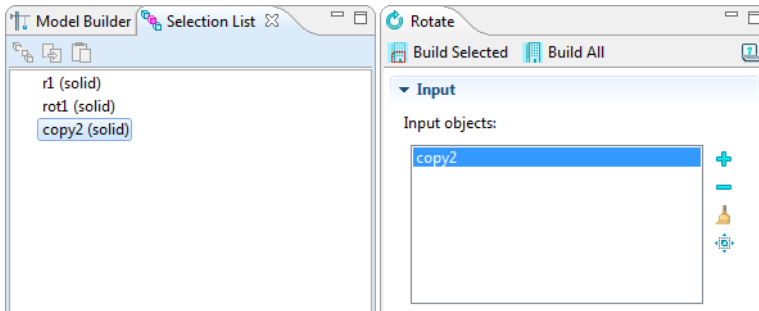 Model Builder
Selection List
r1 (solid)
rot1 (solid)
copy2 (solid)
Rotate
Build Selected
Build All
Input
Input objects:
copy2